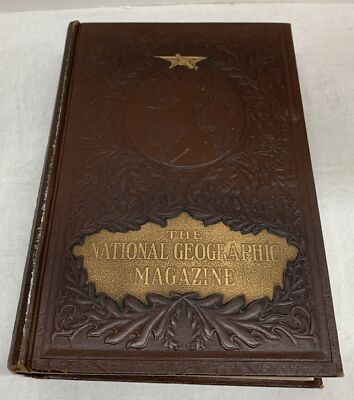 THE
NATIONAL GEOGRAPHIC
MAGAZINE